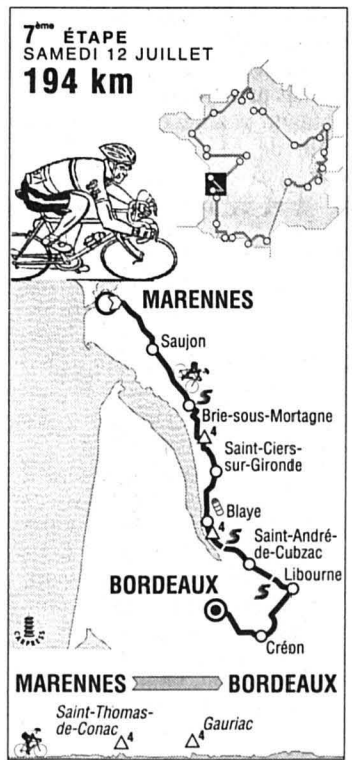 7ème ÉTAPE
SAMEDI 12 JUILLET
194 km
MARENNES
Saujon
S
Brie-sous-Mortagne
4
Saint-Ciers-
sur-Gironde
Blaye
4
S
Saint-André-
de-Cubzac
Libourne
S
BORDEAUX
Créon
MARENNES BORDEAUX
Saint-Thomas-
de-Conac 4
Gauriac
4